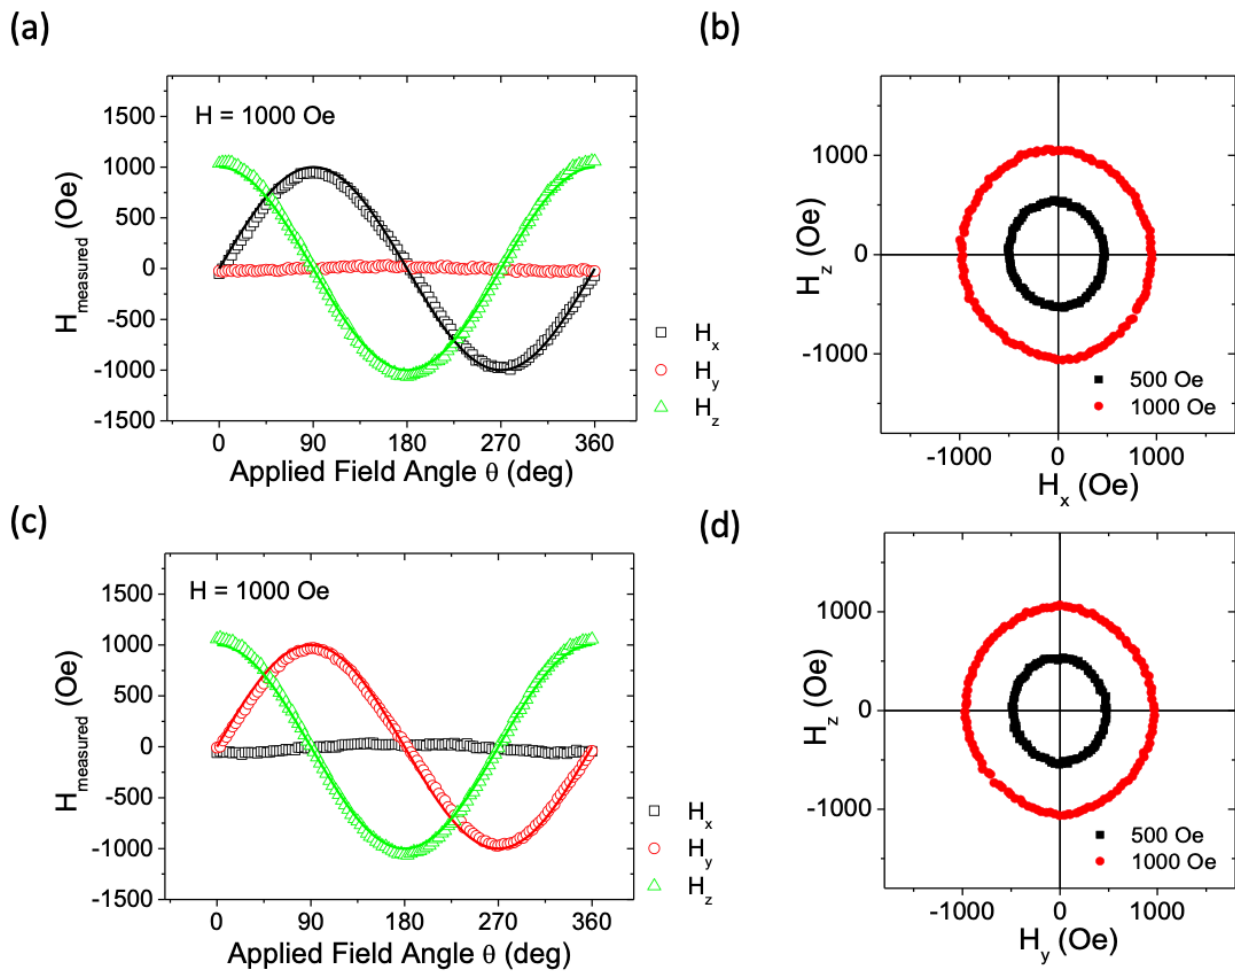 (a)
H = 1000 Oe
1500
1000
500
0
-500
-1000
-1500
H_measured (Oe)
0 90 180 270 360
Applied Field Angle θ (deg)
H_x
H_y
H_z
(b)
1000
0
-1000
H_z (Oe)
500 Oe
1000 Oe
-1000 0 1000
H_x (Oe)
(c)
H = 1000 Oe
1500
1000
500
0
-500
-1000
-1500
H_measured (Oe)
0 90 180 270 360
Applied Field Angle θ (deg)
H_x
H_y
H_z
(d)
1000
0
-1000
H_z (Oe)
500 Oe
1000 Oe
-1000 0 1000
H_y (Oe)